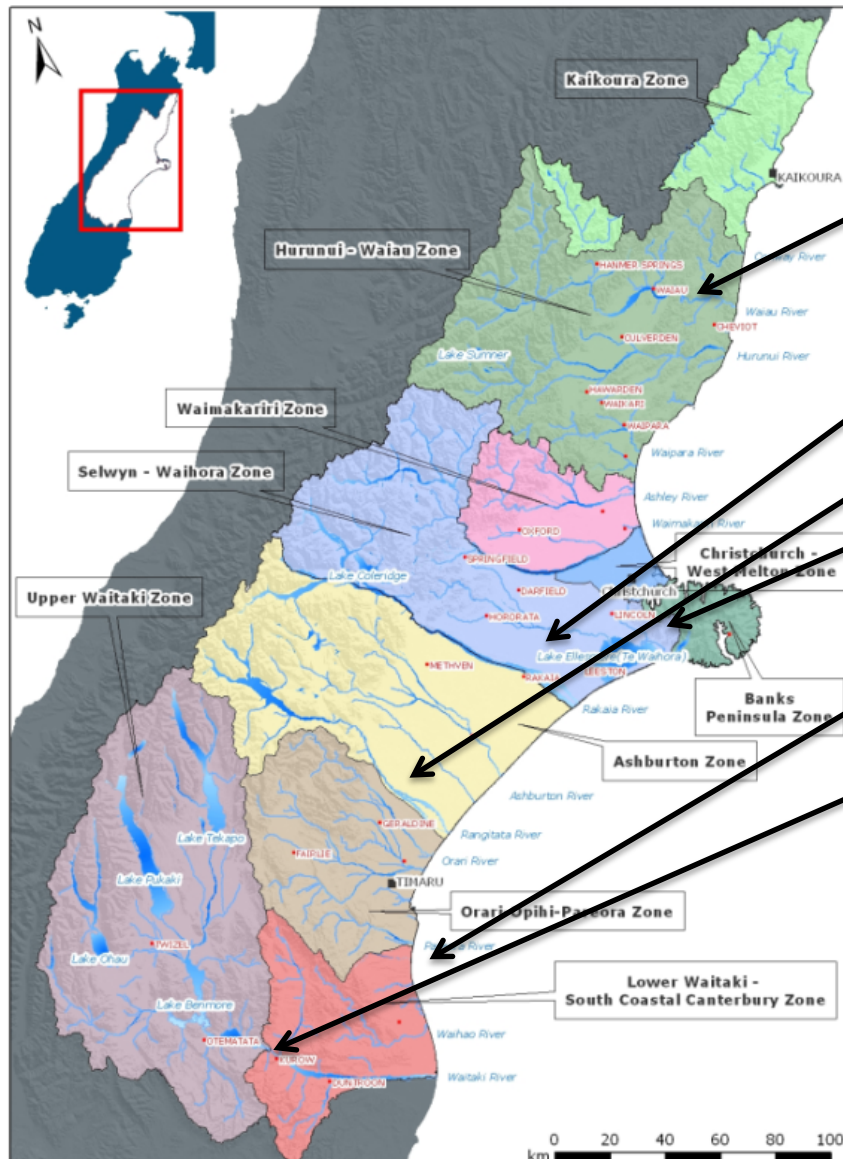 N
Kaikoura Zone
KAIKOURA
Hurunui - Waiau Zone
HANMER SPRINGS
WAIAU
Waiau River
CHEVIOT
CULVERDEN
Hurunui River
Lake Sumner
Waimakariri Zone
HAWARDEN
WAIKARI
WAIPARA
Waipara River
Selwyn - Waihora Zone
Ashley River
OXFORD
SPRINGFIELD
Christchurch -
West Melton Zone
Lake Coleridge
Christchurch
Upper Waitaki Zone
DARFIELD
HORORATA
LINCOLN
METHVEN
RAKAIA
Rakaia River
Banks
Peninsula Zone
Ashburton Zone
Ashburton River
GERALDINE
Rangitata River
Lake Tekapo
FAIRLIE
Orari River
Lake Pukaki
TIMARU
Orari-Opihi-Pareora Zone
TWIZEL
Lake Ohau
Lower Waitaki -
South Coastal Canterbury Zone
Lake Benmore
Waihao River
OTEMATATA
KUROW
Waitaki River
DUNTROON
0 20 40 60 80 100
km